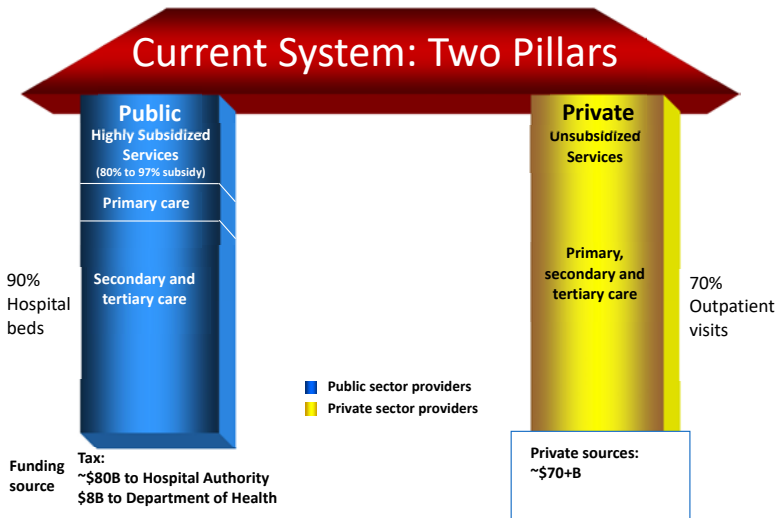 Current System: Two Pillars
Public
Highly Subsidized
Services
(80% to 97% subsidy)
Primary care
Secondary and
tertiary care
90%
Hospital
beds
Private
Unsubsidized
Services
Primary,
secondary and
tertiary care
70%
Outpatient
visits
Public sector providers
Private sector providers
Funding
source
Tax:
~$80B to Hospital Authority
$8B to Department of Health
Private sources:
~$70+B